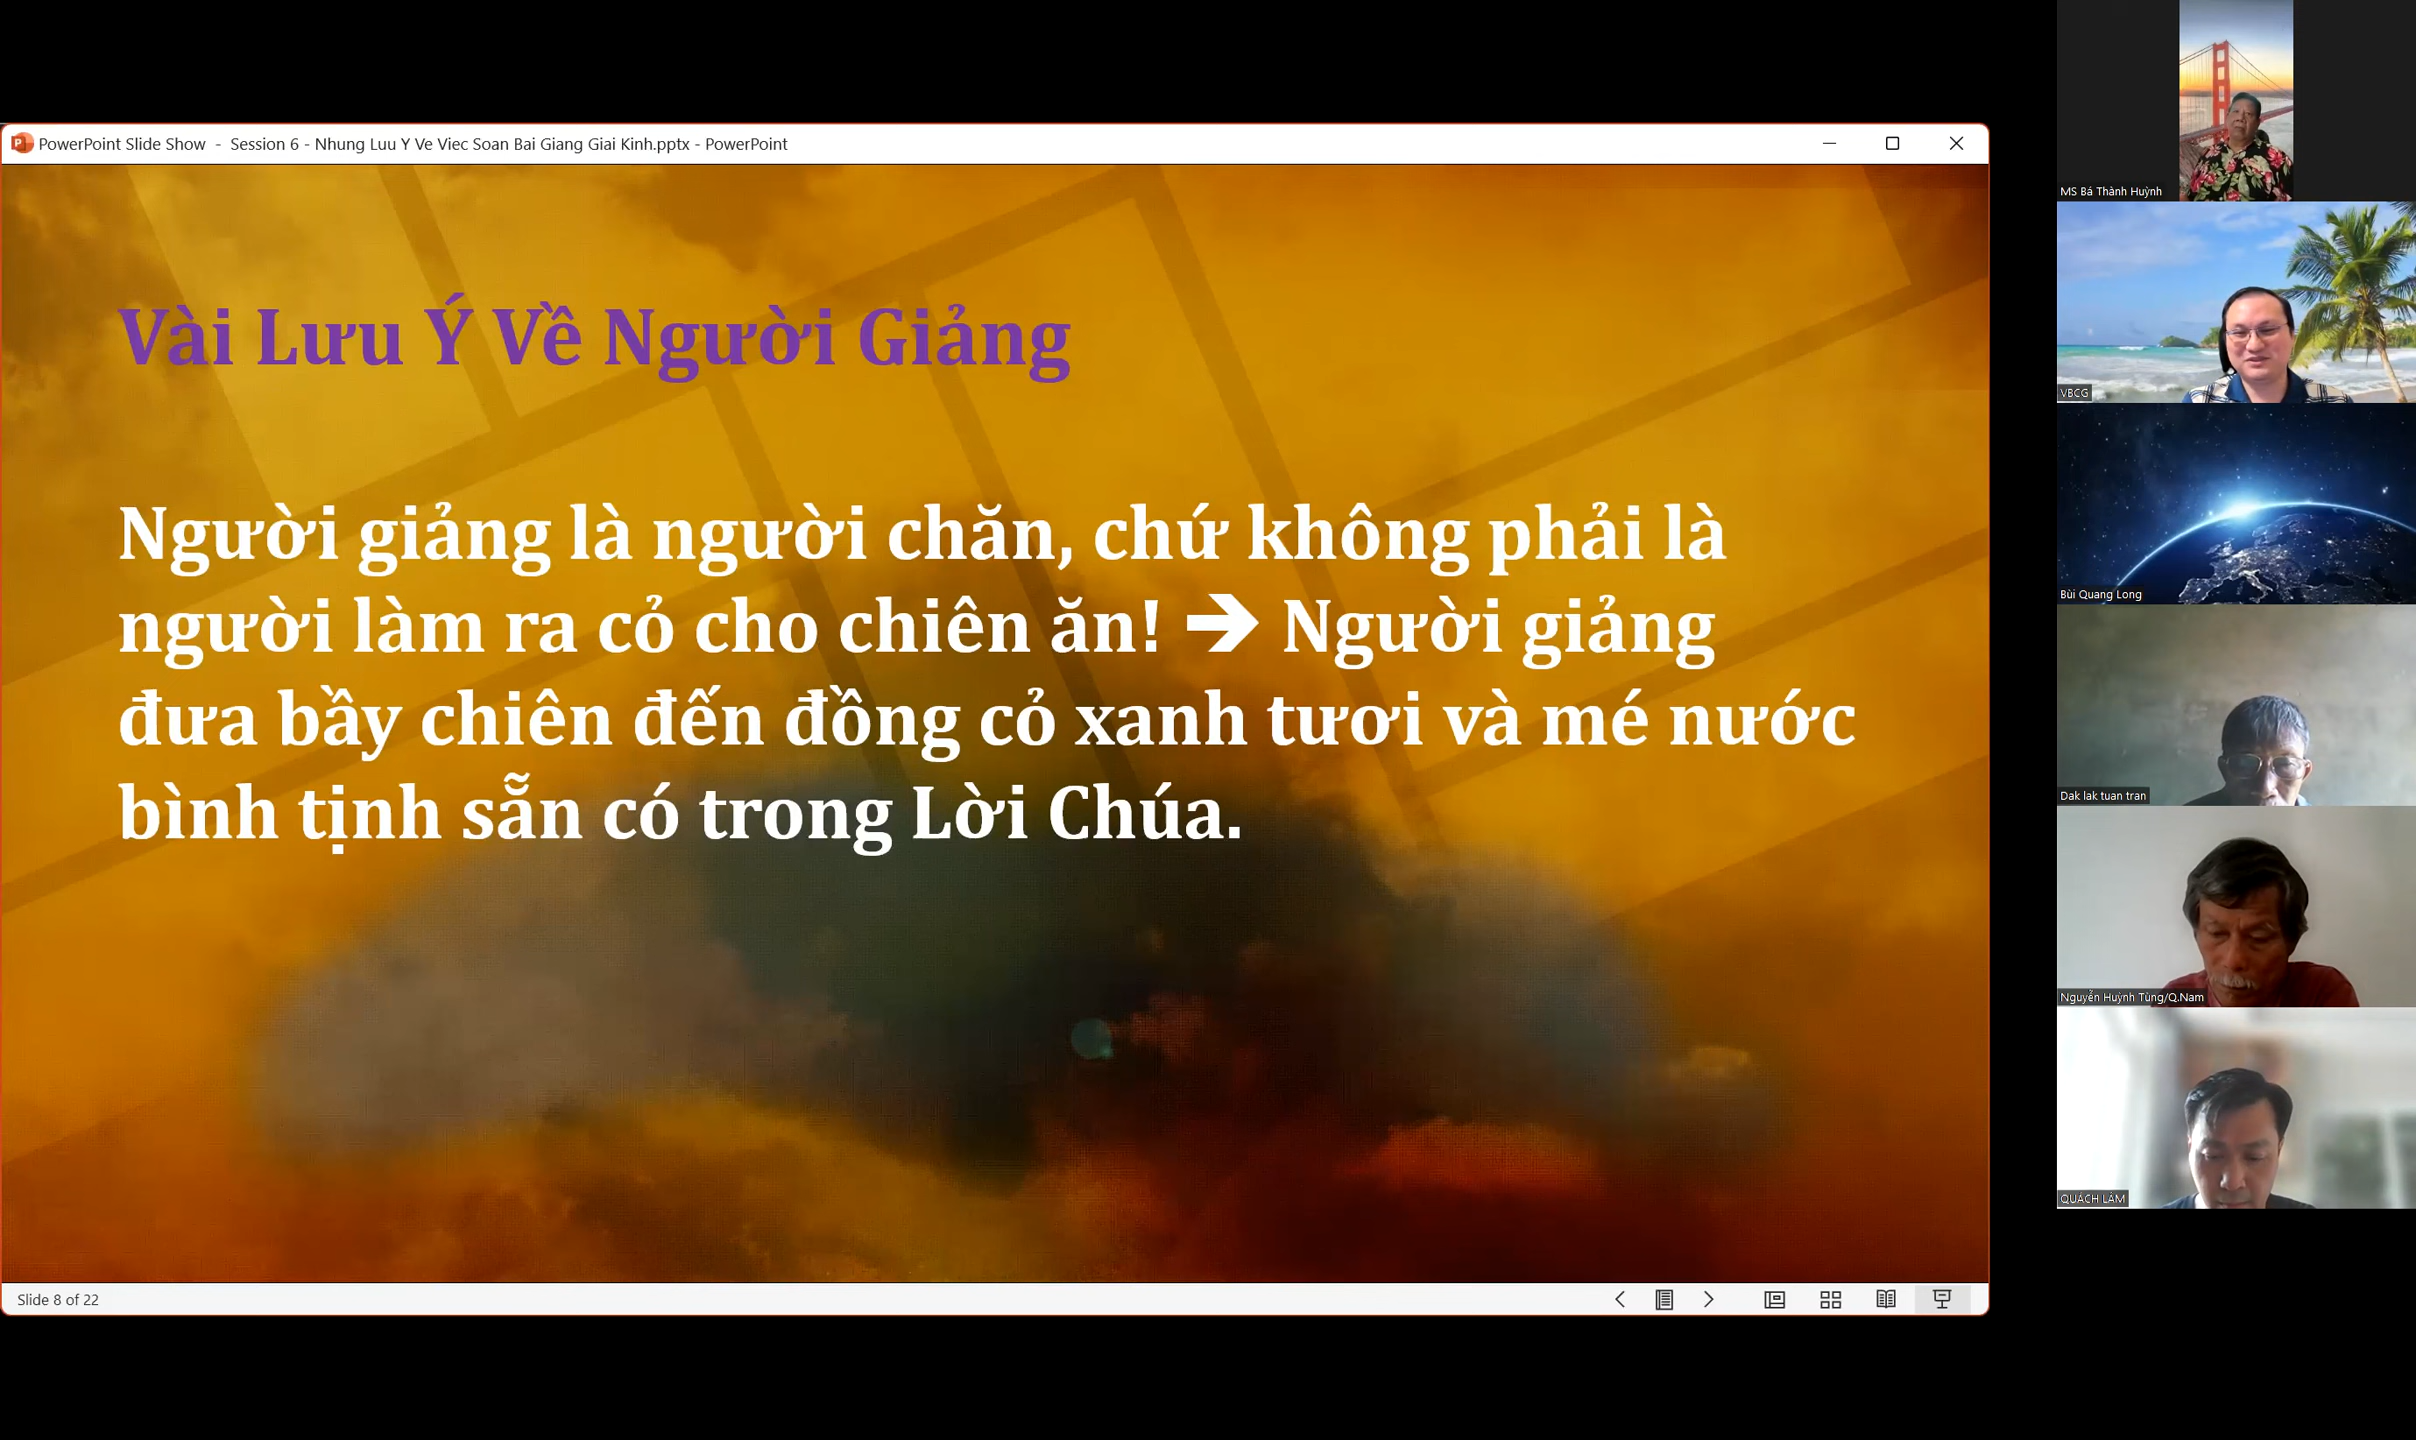 PowerPoint Slide Show - Session 6 - Nhung Luu Y Ve Viec Soan Bai Giang Giai Kinh.pptx - PowerPoint
Vài Lưu Ý Về Người Giảng
Người giảng là người chăn, chứ không phải là
người làm ra cỏ cho chiên ăn! ➔ Người giảng
đưa bầy chiên đến đồng cỏ xanh tươi và mé nước
bình tịnh sẵn có trong Lời Chúa.
Slide 8 of 22
MS Bá Thành Huỳnh
VBCG
Bùi Quang Long
Dak lak tuan tran
Nguyễn Huỳnh Tùng/Q.Nam
QUÁCH LÂM